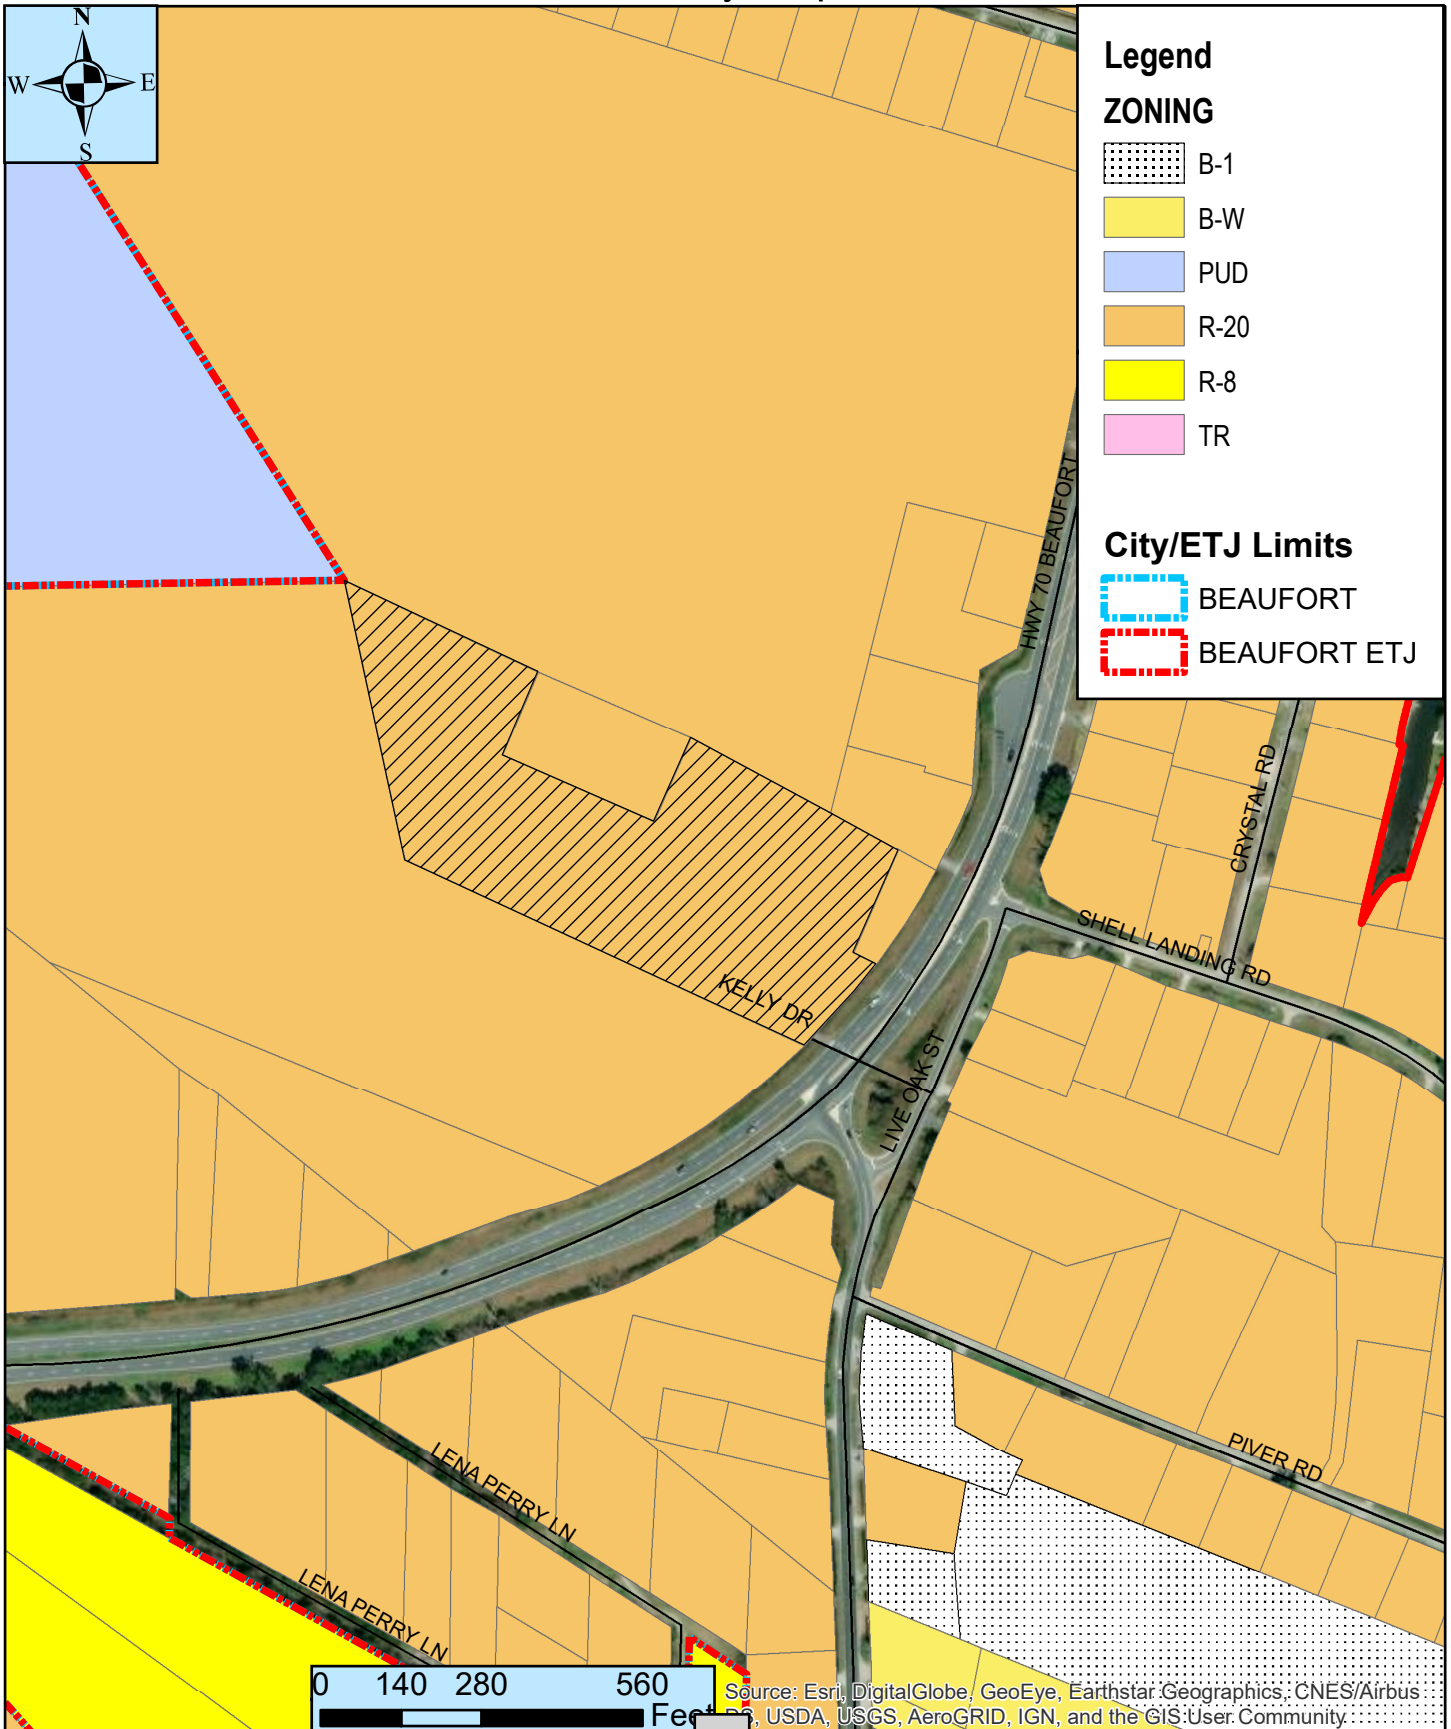 N
W E
S
Legend
ZONING
B-1
B-W
PUD
R-20
R-8
TR
City/ETJ Limits
BEAUFORT
BEAUFORT ETJ
HWY 70 BEAUFORT
CRYSTAL RD
SHELL LANDING RD
KELLY DR
LIVE OAK ST
PIVER RD
LENA PERRY LN
LENA PERRY LN
0 140 280 560
Feet
Source: Esri, DigitalGlobe, GeoEye, Earthstar Geographics, CNES/Airbus
DS, USDA, USGS, AeroGRID, IGN, and the GIS User Community